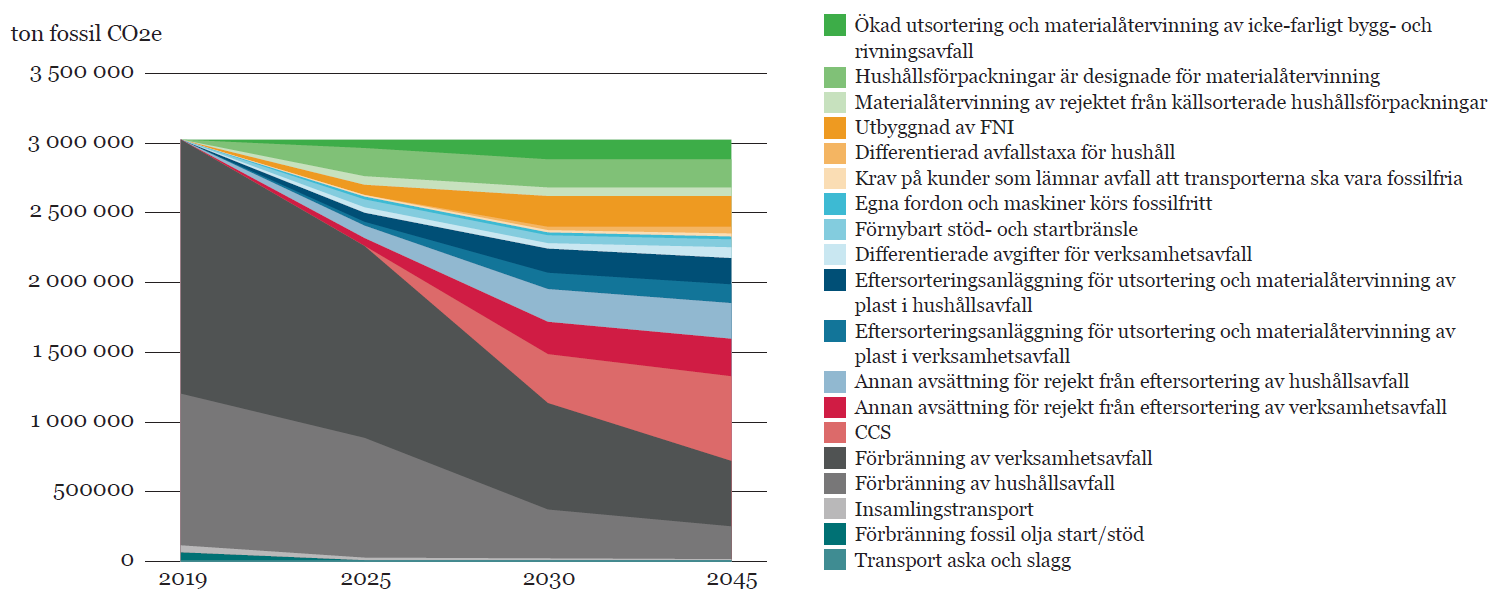 ton fossil CO2e
3 500 000
3 000 000
2 500 000
2 000 000
1 500 000
1 000 000
500000
0
2019
2025
2030
2045
Ökad utsortering och materialåtervinning av icke-farligt bygg- och
rivningsavfall
Hushållsförpackningar är designade för materialåtervinning
Materialåtervinning av rejektet från källsorterade hushållsförpackningar
Utbyggnad av FNI
Differentierad avfallstaxa för hushåll
Krav på kunder som lämnar avfall att transporterna ska vara fossilfria
Egna fordon och maskiner körs fossilfritt
Förnybart stöd- och startbränsle
Differentierade avgifter för verksamhetsavfall
Eftersorteringsanläggning för utsortering och materialåtervinning av
plast i hushållsavfall
Eftersorteringsanläggning för utsortering och materialåtervinning av
plast i verksamhetsavfall
Annan avsättning för rejekt från eftersortering av hushållsavfall
Annan avsättning för rejekt från eftersortering av verksamhetsavfall
CCS
Förbränning av verksamhetsavfall
Förbränning av hushållsavfall
Insamlingstransport
Förbränning fossil olja start/stöd
Transport aska och slagg